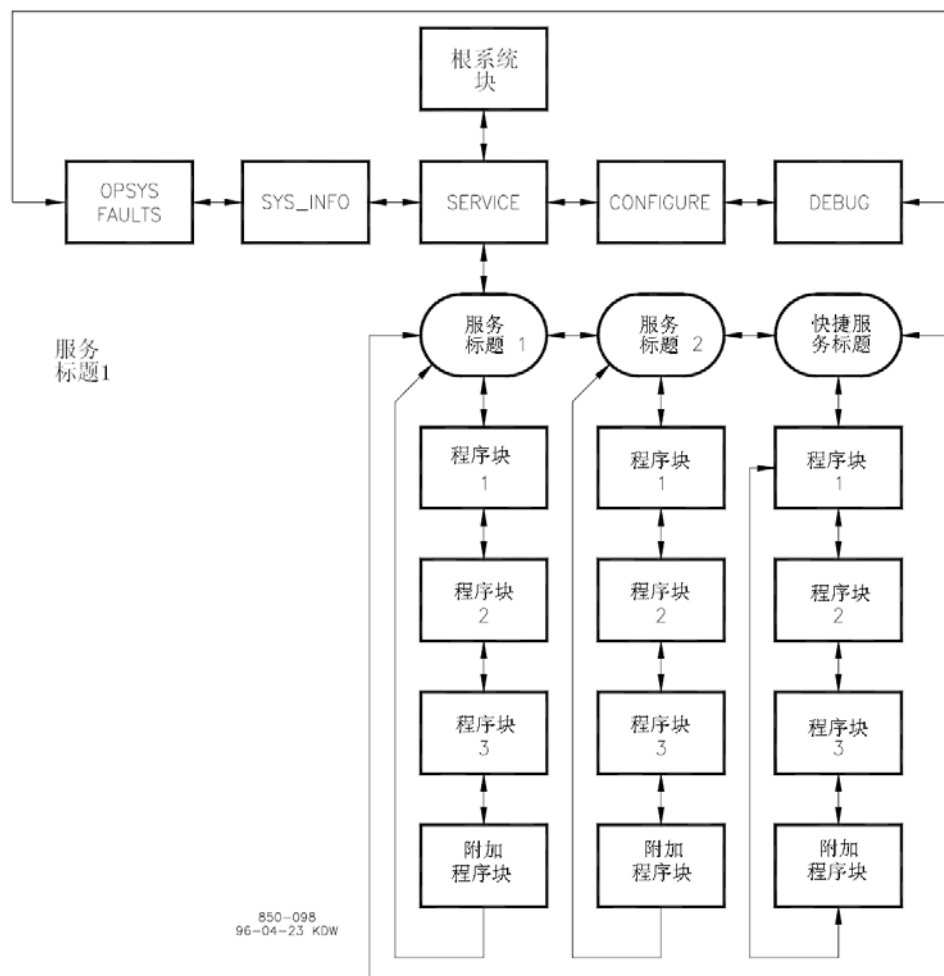 根系统
块
OPSYS
FAULTS
SYS_INFO
SERVICE
CONFIGURE
DEBUG
服务
标题1
服务
标题 1
服务
标题 2
快捷服
务标题
程序块
1
程序块
1
程序块
1
程序块
2
程序块
2
程序块
2
程序块
3
程序块
3
程序块
3
附加
程序块
附加
程序块
附加
程序块
850-098
96-04-23 KDW